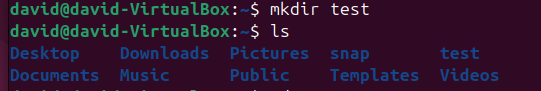 david@david-VirtualBox:~$ mkdir test
david@david-VirtualBox:~$ ls
Desktop Downloads Pictures snap test
Documents Music Public Templates Videos